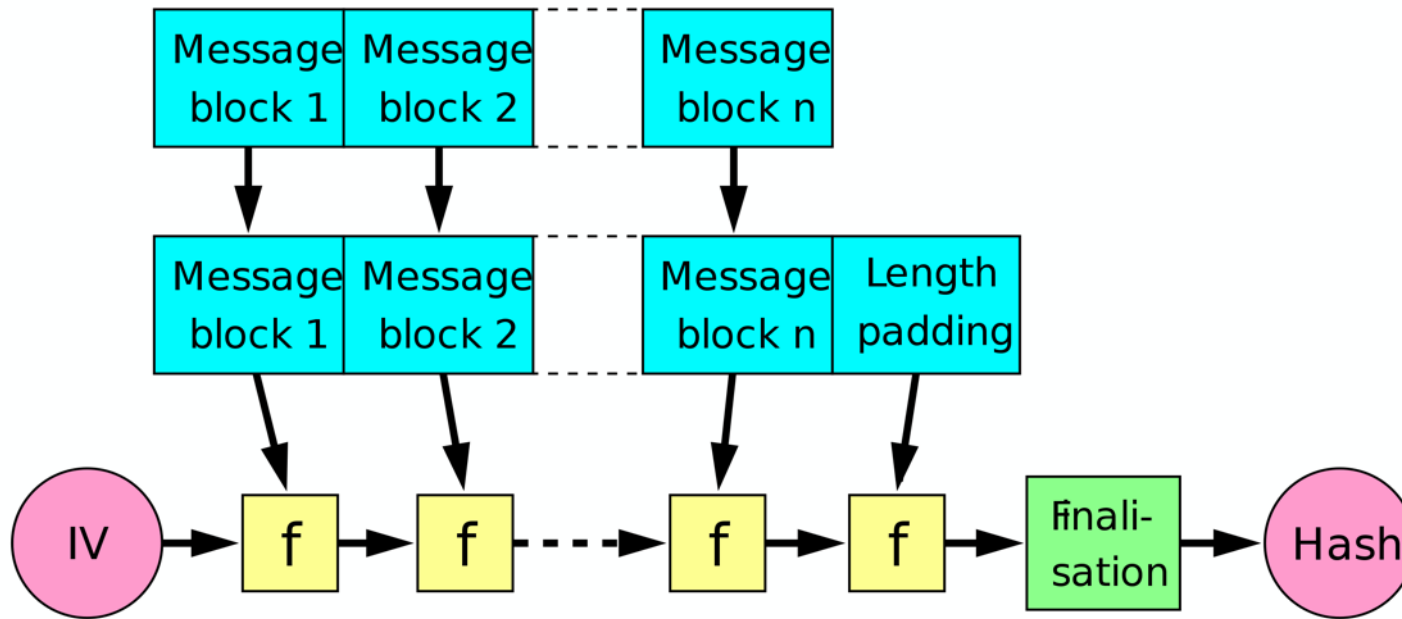 Message Message Message
block 1 block 2 block n
Message Message Message Length
block 1 block 2 block n padding
IV f f f f Finali- Hash
sation